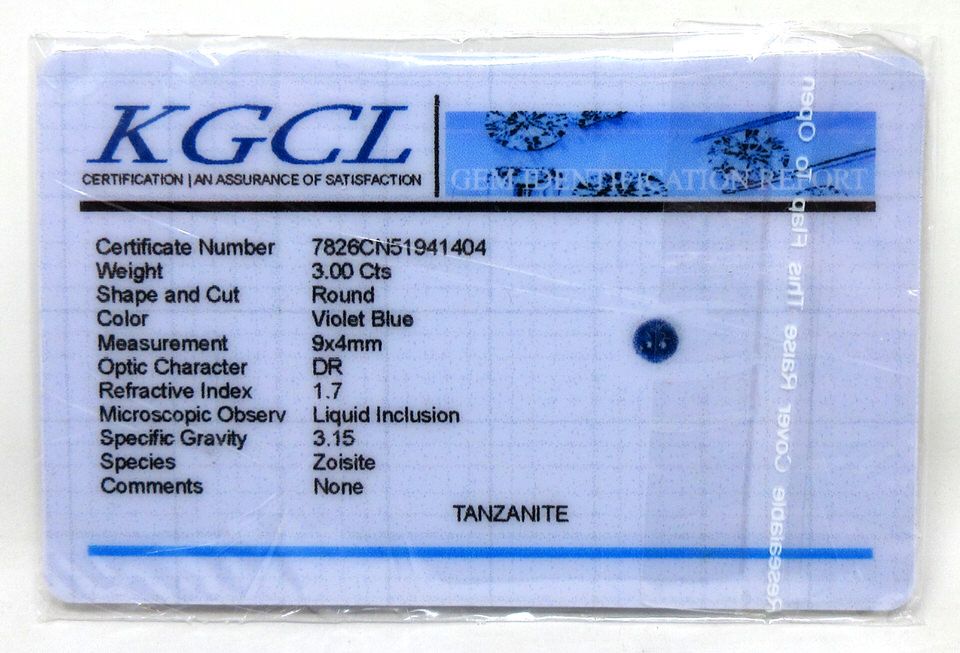 KGCL
CERTIFICATION | AN ASSURANCE OF SATISFACTION
GEM IDENTIFICATION REPORT
Certificate Number 7826CN51941404
Weight 3.00 Cts
Shape and Cut Round
Color Violet Blue
Measurement 9x4mm
Optic Character DR
Refractive Index 1.7
Microscopic Observ Liquid Inclusion
Specific Gravity 3.15
Species Zoisite
Comments None
TANZANITE
Resealable Cover Raise This Flap To Open